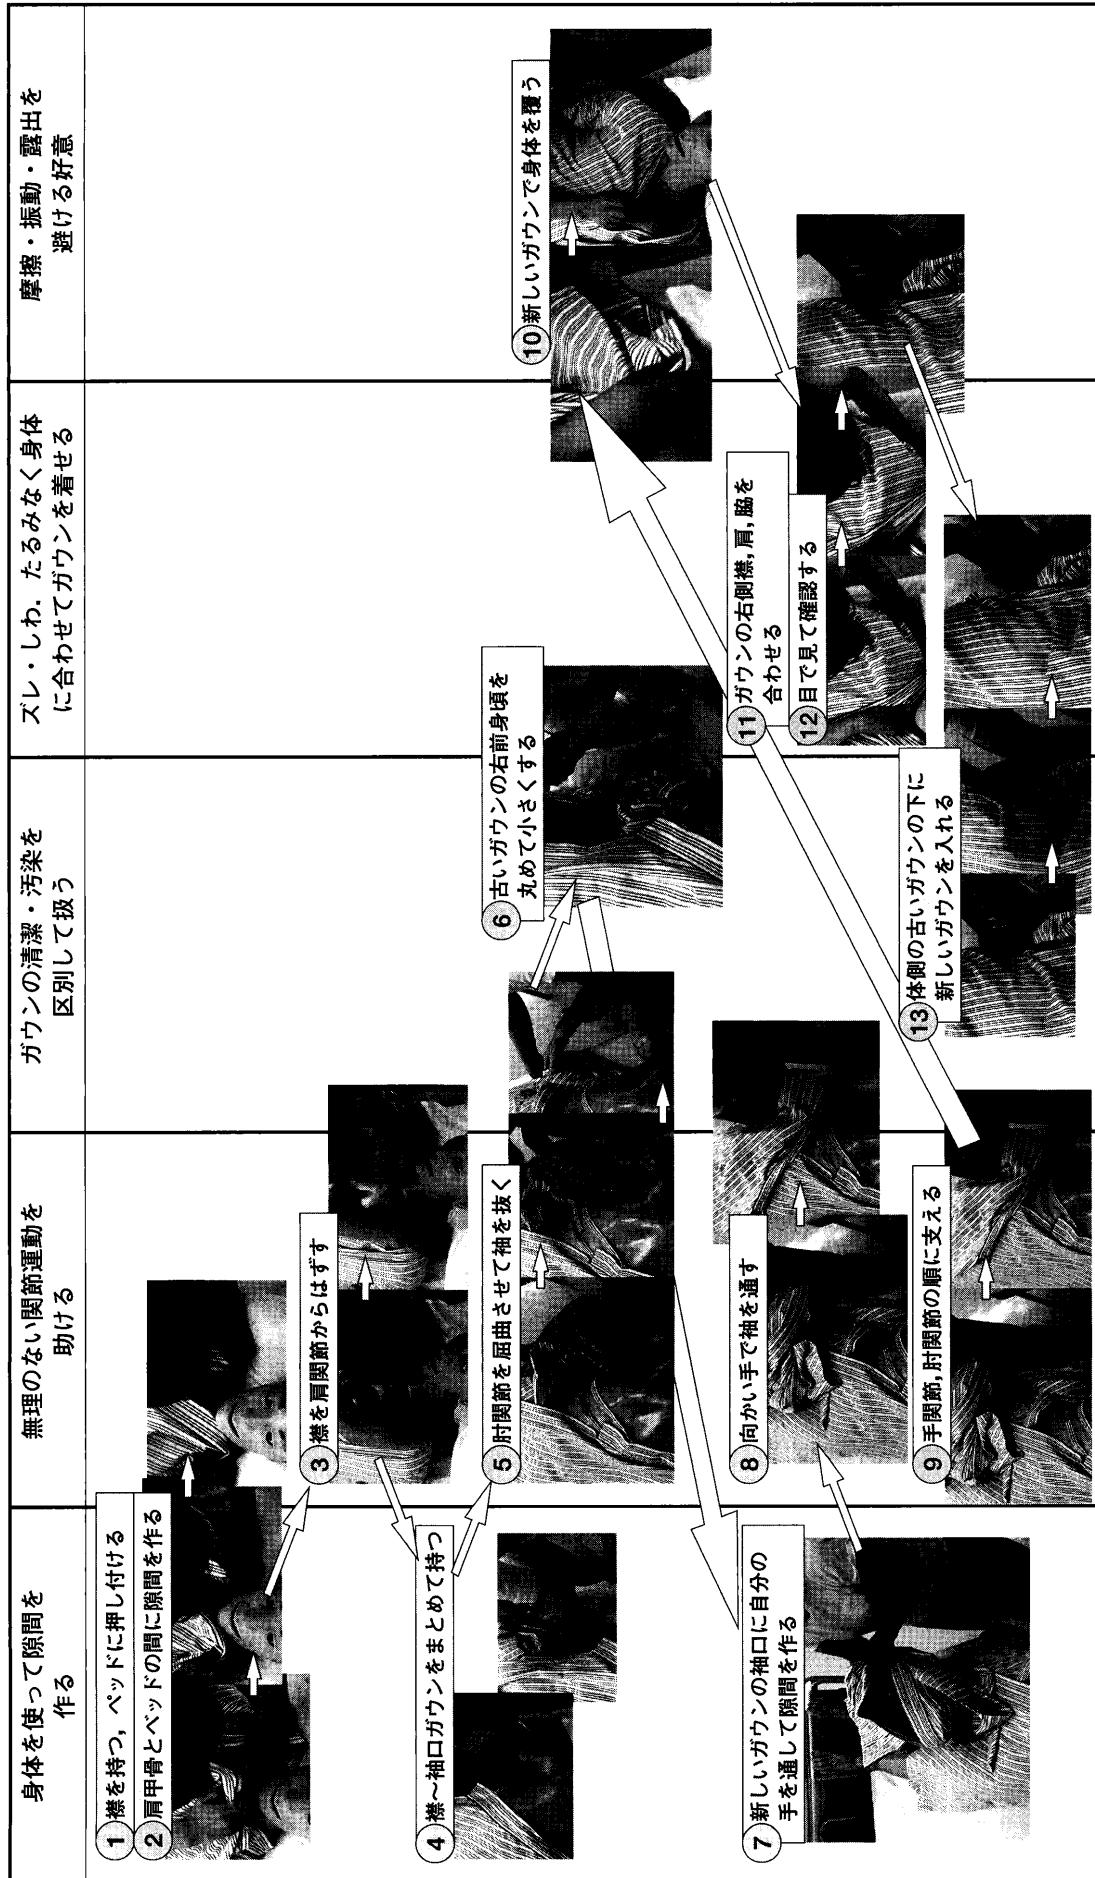 身体を使って隙間を
作る
無理のない関節運動を
助ける
ガウンの清潔・汚染を
区別して扱う
ズレ・しわ，たるみなく身体
に合わせてガウンを着せる
摩擦・振動・露出を
避ける好意
① 襟を持つ，ベッドに押し付ける
② 肩甲骨とベッドの間に隙間を作る
③ 襟を肩関節からはずす
④ 襟～袖口ガウンをまとめて持つ
⑤ 肘関節を屈曲させて袖を抜く
⑥ 古いガウンの右前身頃を
丸めて小さくする
⑦ 新しいガウンの袖口に自分の
手を通して隙間を作る
⑧ 向かい手で袖を通す
⑨ 手関節，肘関節の順に支える
⑩ 新しいガウンで身体を覆う
⑪ ガウンの右側襟，肩，脇を
合わせる
⑫ 目で見て確認する
⑬ 体側の古いガウンの下に
新しいガウンを入れる